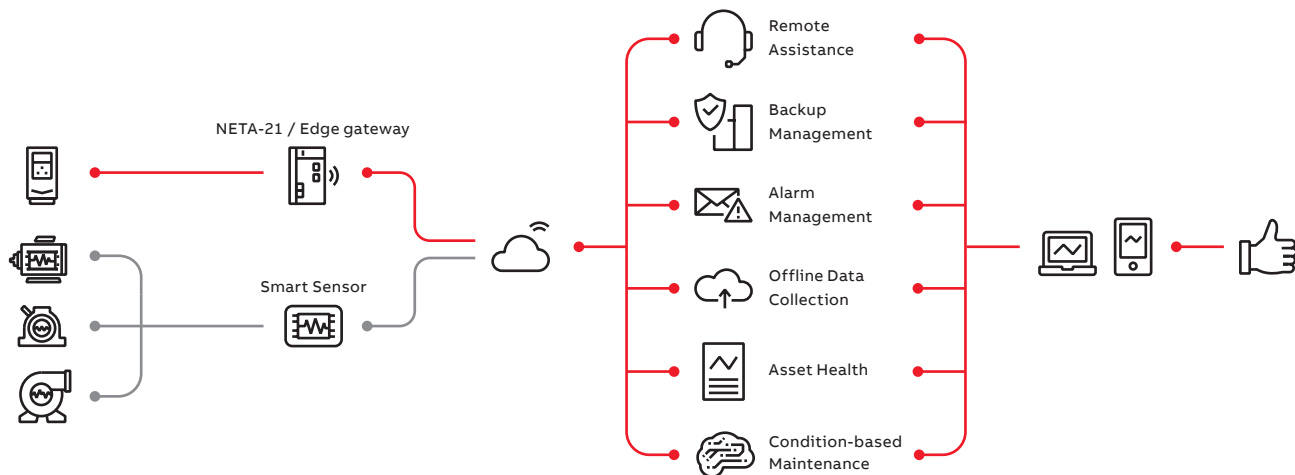 NETA-21 / Edge gateway
Smart Sensor
Remote
Assistance
Backup
Management
Alarm
Management
Offline Data
Collection
Asset Health
Condition-based
Maintenance